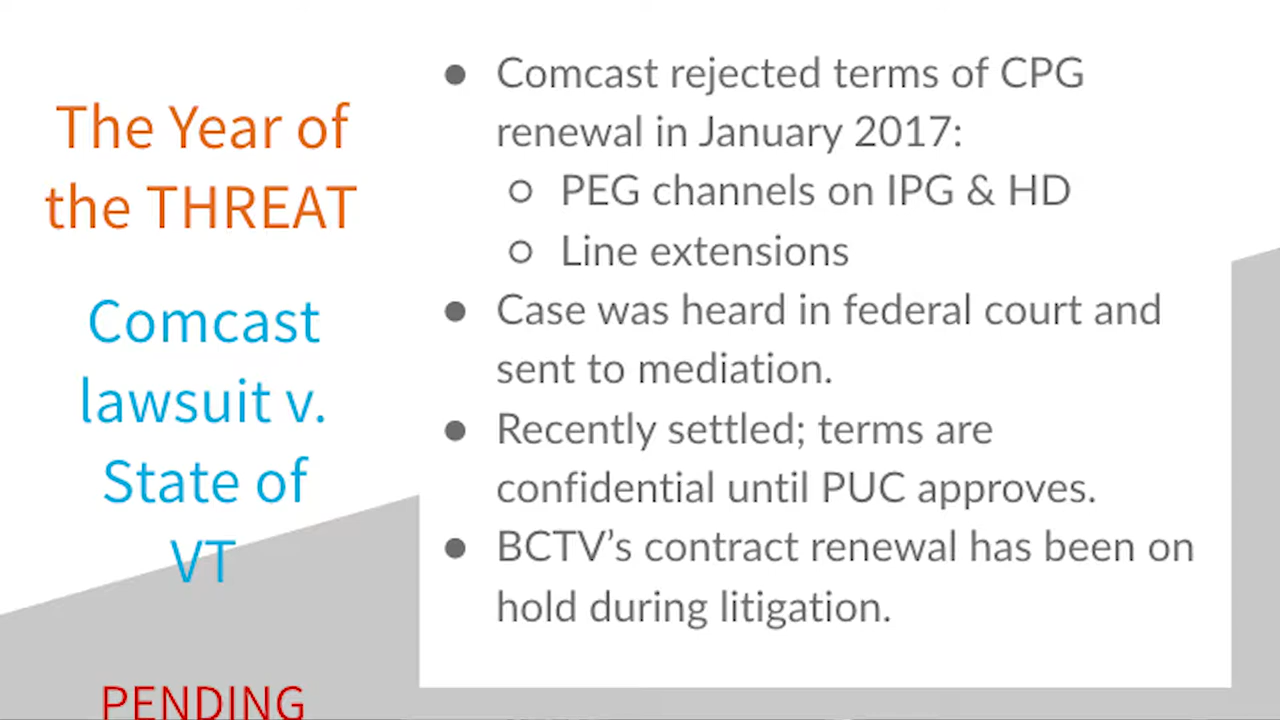 The Year of
the THREAT
Comcast
lawsuit v.
State of
VT
PENDING
● Comcast rejected terms of CPG
renewal in January 2017:
○ PEG channels on IPG & HD
○ Line extensions
● Case was heard in federal court and
sent to mediation.
● Recently settled; terms are
confidential until PUC approves.
● BCTV’s contract renewal has been on
hold during litigation.